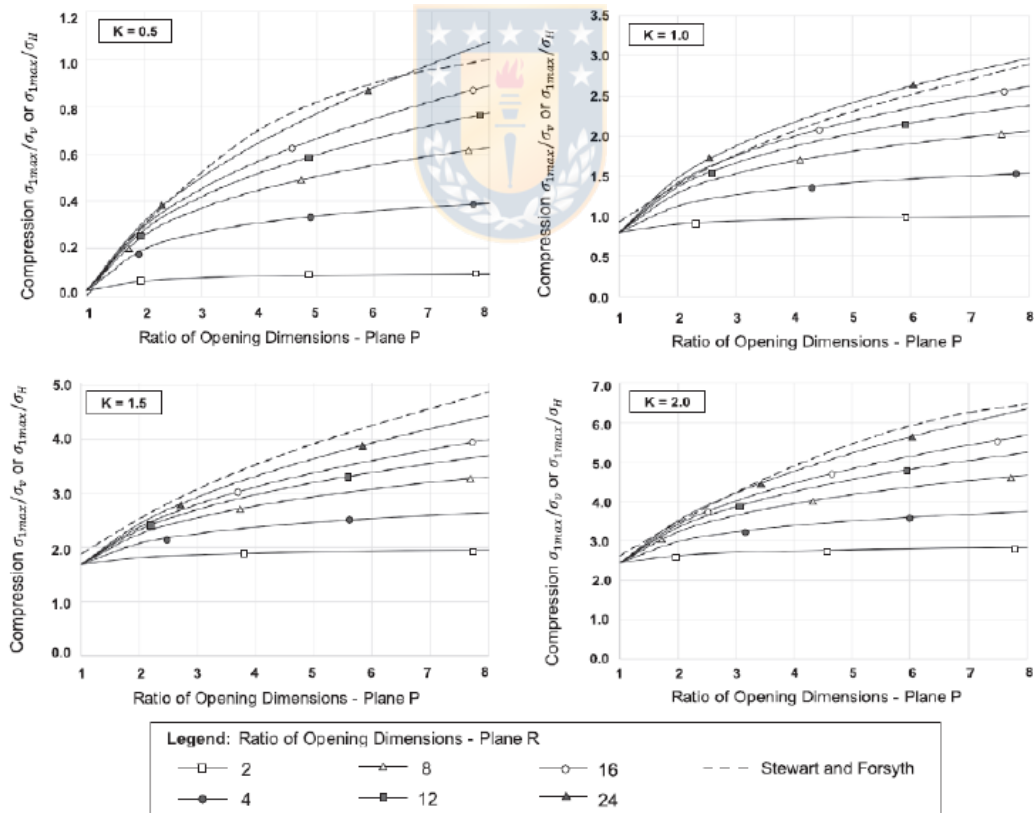 K = 0.5
Compression σ1max/σv or σ1max/σH
1.2
1.0
0.8
0.6
0.4
0.2
0.0
1 2 3 4 5 6 7 8
Ratio of Opening Dimensions - Plane P
K = 1.0
Compression σ1max/σv or σ1max/σH
3.5
3.0
2.5
2.0
1.5
1.0
0.5
0.0
1 2 3 4 5 6 7 8
Ratio of Opening Dimensions - Plane P
K = 1.5
Compression σ1max/σv or σ1max/σH
5.0
4.0
3.0
2.0
1.0
0.0
1 2 3 4 5 6 7 8
Ratio of Opening Dimensions - Plane P
K = 2.0
Compression σ1max/σv or σ1max/σH
7.0
6.0
5.0
4.0
3.0
2.0
0.0
1 2 3 4 5 6 7 8
Ratio of Opening Dimensions - Plane P
Legend: Ratio of Opening Dimensions - Plane R
2 8 16 Stewart and Forsyth
4 12 24